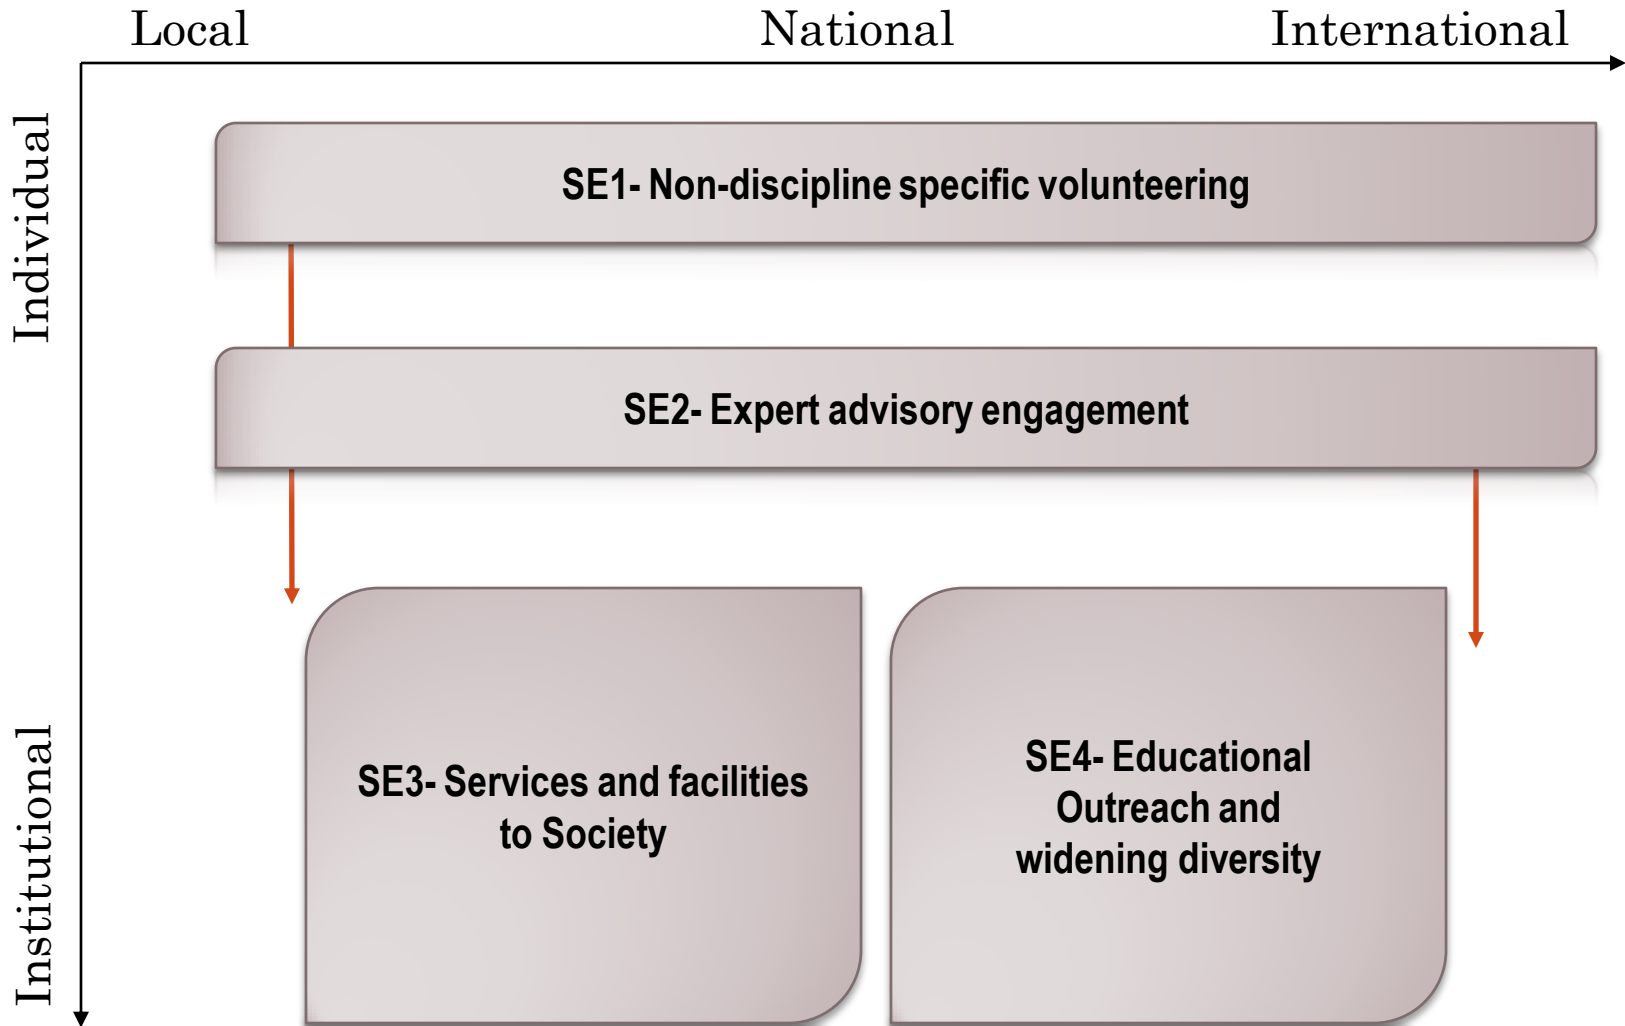 Local
National
International
Individual
SE1- Non-discipline specific volunteering
SE2- Expert advisory engagement
Institutional
SE3- Services and facilities
to Society
SE4- Educational
Outreach and
widening diversity